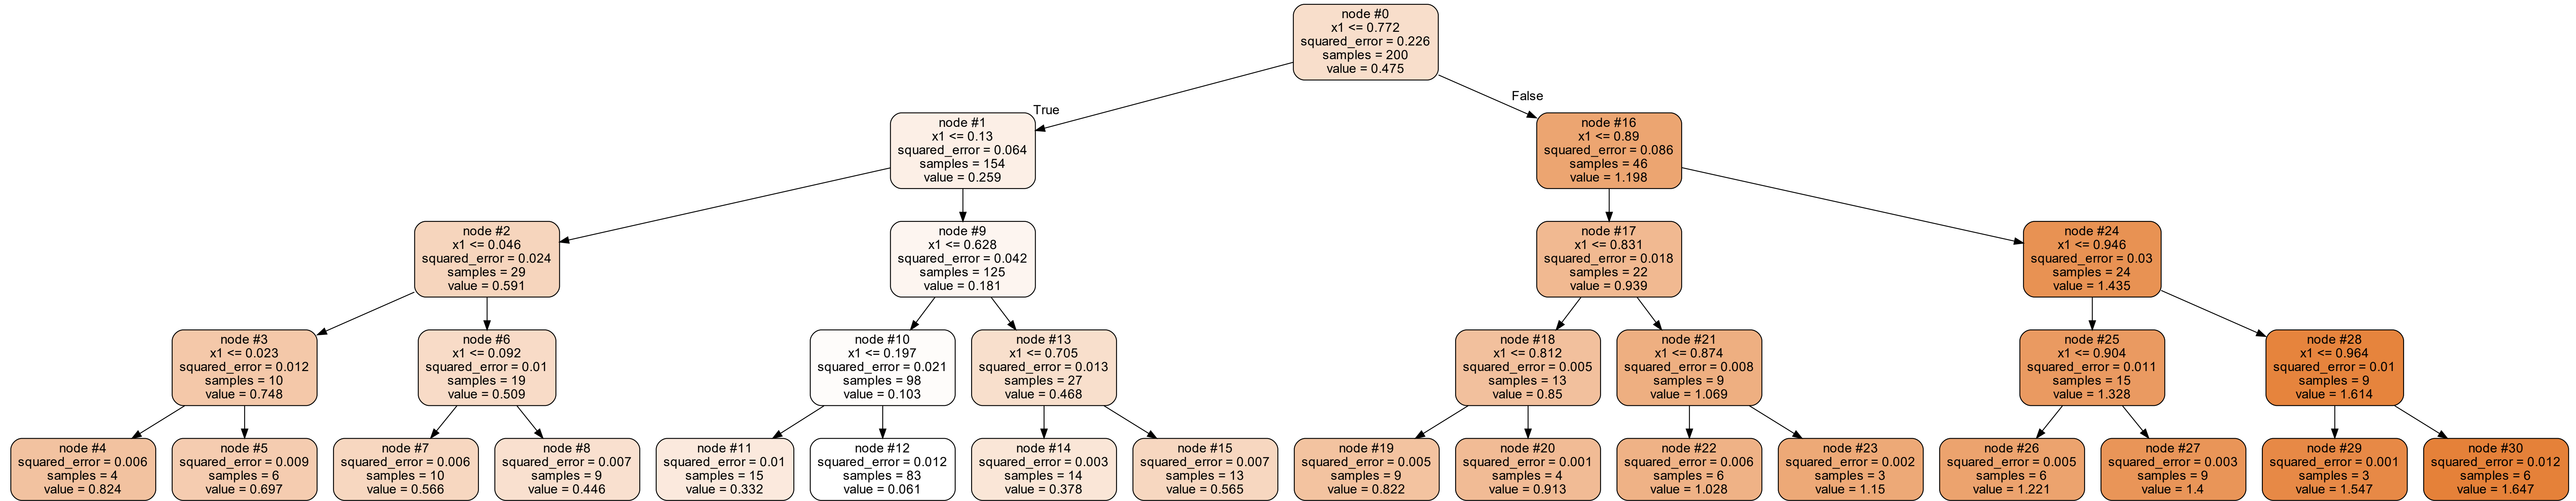 node #0
x1 <= 0.772
squared_error = 0.226
samples = 200
value = 0.475
True
False
node #1
x1 <= 0.13
squared_error = 0.064
samples = 154
value = 0.259
node #16
x1 <= 0.89
squared_error = 0.086
samples = 46
value = 1.198
node #2
x1 <= 0.046
squared_error = 0.024
samples = 29
value = 0.591
node #9
x1 <= 0.628
squared_error = 0.042
samples = 125
value = 0.181
node #17
x1 <= 0.831
squared_error = 0.018
samples = 22
value = 0.939
node #24
x1 <= 0.946
squared_error = 0.03
samples = 24
value = 1.435
node #3
x1 <= 0.023
squared_error = 0.012
samples = 10
value = 0.748
node #6
x1 <= 0.092
squared_error = 0.01
samples = 19
value = 0.509
node #10
x1 <= 0.197
squared_error = 0.021
samples = 98
value = 0.103
node #13
x1 <= 0.705
squared_error = 0.013
samples = 27
value = 0.468
node #18
x1 <= 0.812
squared_error = 0.005
samples = 13
value = 0.85
node #21
x1 <= 0.874
squared_error = 0.008
samples = 9
value = 1.069
node #25
x1 <= 0.904
squared_error = 0.011
samples = 15
value = 1.328
node #28
x1 <= 0.964
squared_error = 0.01
samples = 9
value = 1.614
node #4
squared_error = 0.006
samples = 4
value = 0.824
node #5
squared_error = 0.009
samples = 6
value = 0.697
node #7
squared_error = 0.006
samples = 10
value = 0.566
node #8
squared_error = 0.007
samples = 9
value = 0.446
node #11
squared_error = 0.01
samples = 15
value = 0.332
node #12
squared_error = 0.012
samples = 83
value = 0.061
node #14
squared_error = 0.003
samples = 14
value = 0.378
node #15
squared_error = 0.007
samples = 13
value = 0.565
node #19
squared_error = 0.005
samples = 9
value = 0.822
node #20
squared_error = 0.001
samples = 4
value = 0.913
node #22
squared_error = 0.006
samples = 6
value = 1.028
node #23
squared_error = 0.002
samples = 3
value = 1.15
node #26
squared_error = 0.005
samples = 6
value = 1.221
node #27
squared_error = 0.003
samples = 9
value = 1.4
node #29
squared_error = 0.001
samples = 3
value = 1.547
node #30
squared_error = 0.012
samples = 6
value = 1.647